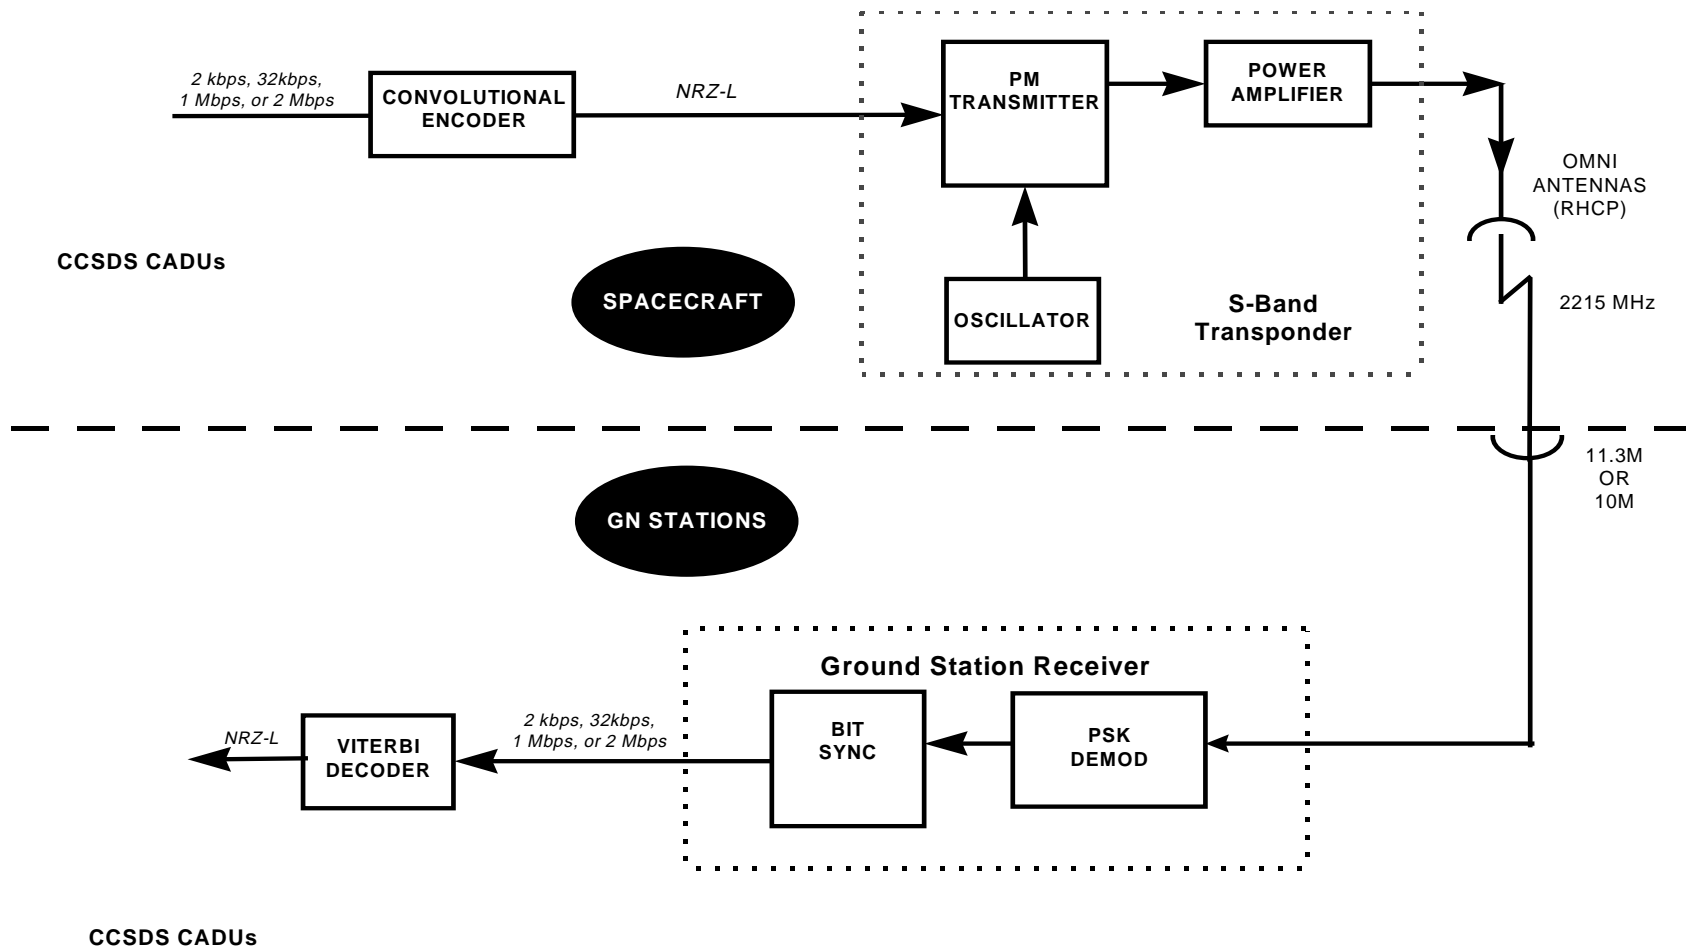 2 kbps, 32kbps,
1 Mbps, or 2 Mbps
CONVOLUTIONAL
ENCODER
NRZ-L
PM
TRANSMITTER
POWER
AMPLIFIER
OMNI
ANTENNAS
(RHCP)
CCSDS CADUs
SPACECRAFT
OSCILLATOR
S-Band
Transponder
2215 MHz
11.3M
OR
10M
GN STATIONS
Ground Station Receiver
NRZ-L
VITERBI
DECODER
2 kbps, 32kbps,
1 Mbps, or 2 Mbps
BIT
SYNC
PSK
DEMOD
CCSDS CADUs